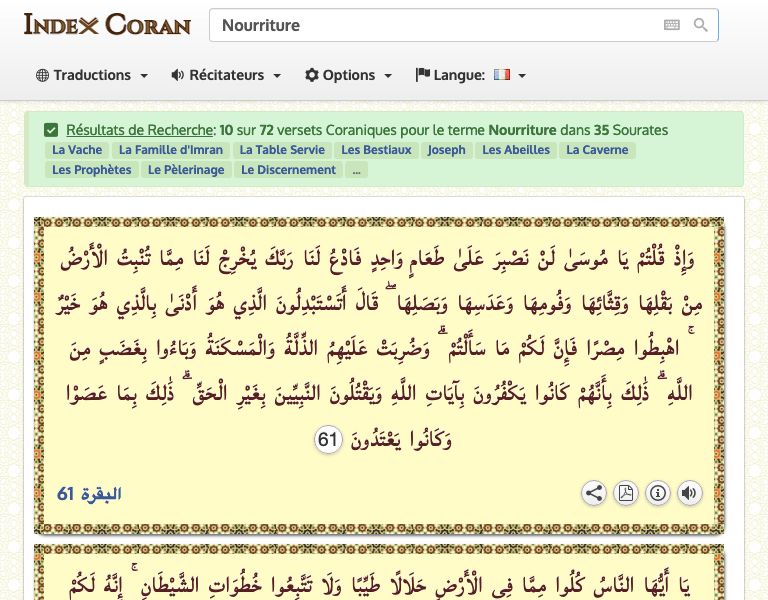 INDEX CORAN
Nourriture
Traductions Récitateurs Options Langue:
Résultats de Recherche: 10 sur 72 versets Coraniques pour le terme Nourriture dans 35 Sourates
La Vache La Famille d'Imran La Table Servie Les Bestiaux Joseph Les Abeilles La Caverne
Les Prophètes Le Pèlerinage Le Discernement ...
وَإِذْ قُلْتُمْ يَا مُوسَىٰ لَنْ نَصْبِرَ عَلَىٰ طَعَامٍ وَاحِدٍ فَادْعُ لَنَا رَبَّكَ يُخْرِجْ لَنَا مِمَّا تُنْبِتُ الْأَرْضُ
مِنْ بَقْلِهَا وَقِثَّائِهَا وَفُومِهَا وَعَدَسِهَا وَبَصَلِهَا ۖ قَالَ أَتَسْتَبْدِلُونَ الَّذِي هُوَ أَدْنَىٰ بِالَّذِي هُوَ خَيْرٌ
ۚ اهْبِطُوا مِصْرًا فَإِنَّ لَكُمْ مَا سَأَلْتُمْ ۗ وَضُرِبَتْ عَلَيْهِمُ الذِّلَّةُ وَالْمَسْكَنَةُ وَبَاءُوا بِغَضَبٍ مِنَ
اللَّهِ ۗ ذَٰلِكَ بِأَنَّهُمْ كَانُوا يَكْفُرُونَ بِآيَاتِ اللَّهِ وَيَقْتُلُونَ النَّبِيِّينَ بِغَيْرِ الْحَقِّ ۗ ذَٰلِكَ بِمَا عَصَوْا
وَكَانُوا يَعْتَدُونَ 61
البقرة 61
يَا أَيُّهَا النَّاسُ كُلُوا مِمَّا فِي الْأَرْضِ حَلَالًا طَيِّبًا وَلَا تَتَّبِعُوا خُطُوَاتِ الشَّيْطَانِ ۚ إِنَّهُ لَكُمْ